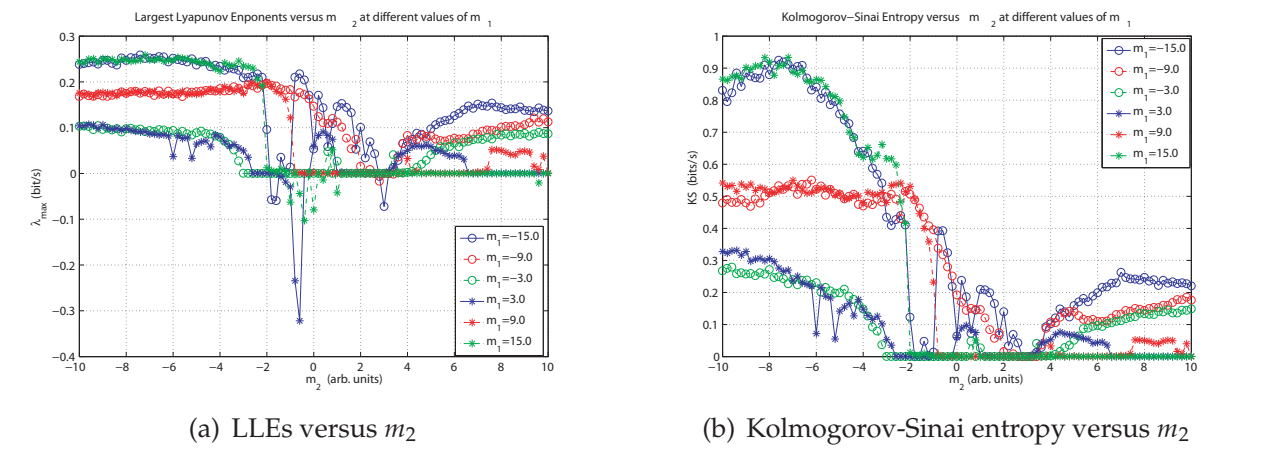 Largest Lyapunov Enponents versus m 2 at different values of m 1
0.3
0.2
0.1
0
−0.1
−0.2
−0.3
−0.4
λmax (bit/s)
−10 −8 −6 −4 −2 0 2 4 6 8 10
m2 (arb. units)
m1=−15.0
m1=−9.0
m1=−3.0
m1=3.0
m1=9.0
m1=15.0
(a) LLEs versus m2
Kolmogorov−Sinai Entropy versus m 2 at different values of m 1
1
0.9
0.8
0.7
0.6
0.5
0.4
0.3
0.2
0.1
0
KS (bits/s)
−10 −8 −6 −4 −2 0 2 4 6 8 10
m2 (arb. units)
m1=−15.0
m1=−9.0
m1=−3.0
m1=3.0
m1=9.0
m1=15.0
(b) Kolmogorov-Sinai entropy versus m2